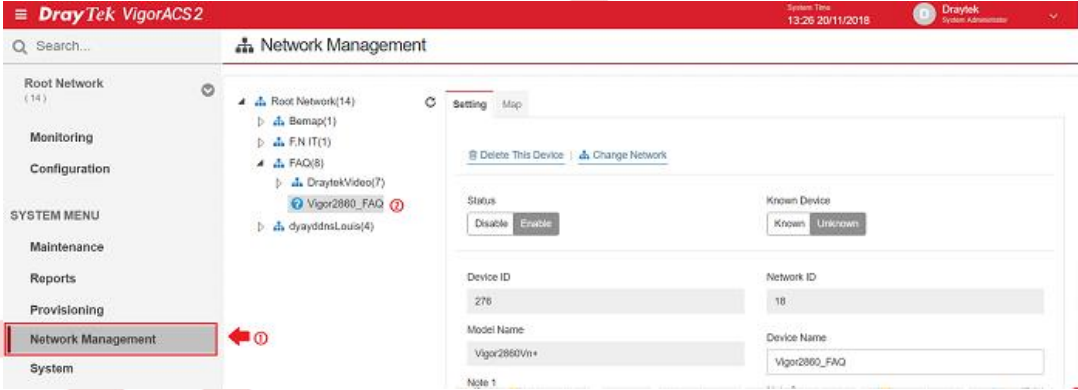 DrayTek VigorACS2
System Time
13:26 20/11/2018
D
Draytek
System Administrator
Search...
Network Management
Root Network
(14)
Monitoring
Configuration
SYSTEM MENU
Maintenance
Reports
Provisioning
Network Management
①
System
Root Network(14)
Bemap(1)
F.N IT(1)
FAQ(8)
DraytekVideo(7)
Vigor2860_FAQ ②
dyayddnsLouis(4)
Setting Map
Delete This Device | Change Network
Status
Disable Enable
Known Device
Known Unknown
Device ID
276
Network ID
18
Model Name
Vigor2860Vn+
Device Name
Vigor2860_FAQ
Note 1